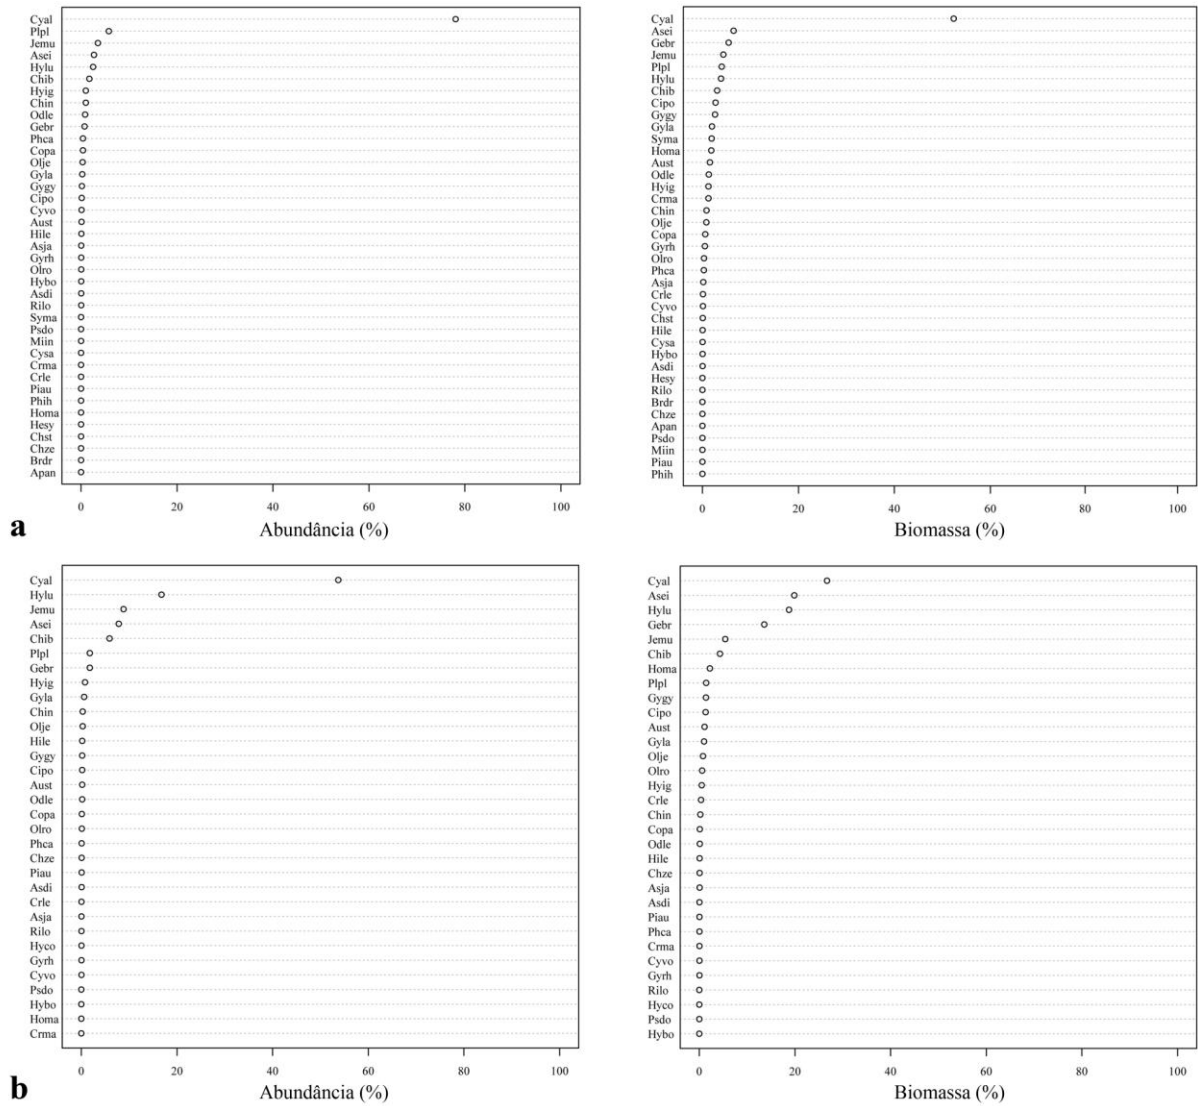 Cyal
Plpl
Jemu
Asei
Hylu
Chib
Hyig
Chin
Odle
Gebr
Phca
Copa
Olje
Gyla
Gygy
Cipo
Cyvo
Aust
Hile
Asja
Gyrh
Olro
Hybo
Asdi
Rilo
Syma
Psdo
Miin
Cysa
Crma
Crle
Piau
Phih
Homa
Hesy
Chst
Chze
Brdr
Apan
0 20 40 60 80 100
Abundância (%)
a
Cyal
Asei
Gebr
Jemu
Plpl
Hylu
Chib
Cipo
Gygy
Gyla
Syma
Homa
Aust
Odle
Hyig
Crma
Chin
Olje
Copa
Gyrh
Olro
Phca
Asja
Crle
Cyvo
Chst
Hile
Cysa
Hybo
Asdi
Hesy
Rilo
Brdr
Chze
Apan
Psdo
Miin
Piau
Phih
0 20 40 60 80 100
Biomassa (%)
Cyal
Hylu
Jemu
Asei
Chib
Plpl
Gebr
Hyig
Gyla
Chin
Olje
Hile
Gygy
Cipo
Aust
Odle
Copa
Olro
Phca
Chze
Piau
Asdi
Crle
Asja
Rilo
Hyco
Gyrh
Cyvo
Psdo
Hybo
Homa
Crma
0 20 40 60 80 100
Abundância (%)
b
Cyal
Asei
Hylu
Gebr
Jemu
Chib
Homa
Plpl
Gygy
Cipo
Aust
Gyla
Olje
Olro
Hyig
Crle
Chin
Copa
Odle
Hile
Chze
Asja
Asdi
Piau
Phca
Crma
Cyvo
Gyrh
Rilo
Hyco
Psdo
Hybo
0 20 40 60 80 100
Biomassa (%)